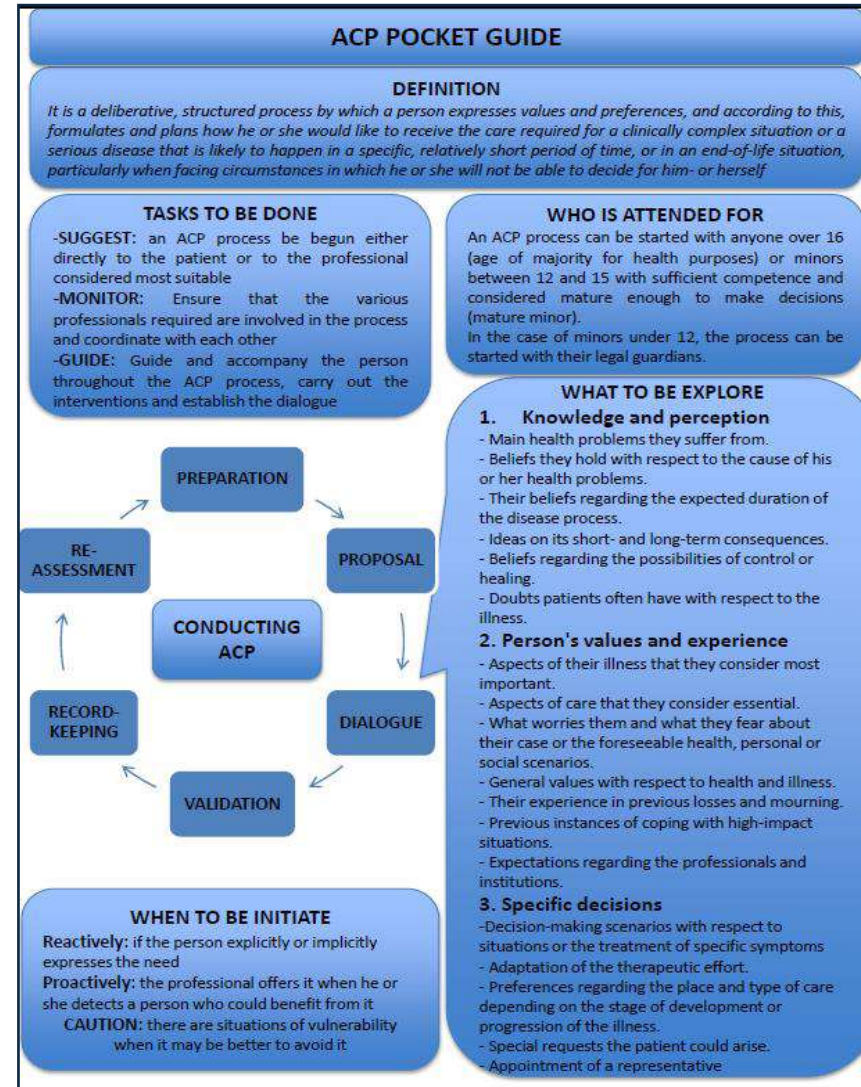 ACP POCKET GUIDE
DEFINITION
It is a deliberative, structured process by which a person expresses values and preferences, and according to this,
formulates and plans how he or she would like to receive the care required for a clinically complex situation or a
serious disease that is likely to happen in a specific, relatively short period of time, or in an end-of-life situation,
particularly when facing circumstances in which he or she will not be able to decide for him- or herself
TASKS TO BE DONE
-SUGGEST: an ACP process be begun either
directly to the patient or to the professional
considered most suitable
-MONITOR: Ensure that the various
professionals required are involved in the process
and coordinate with each other
-GUIDE: Guide and accompany the person
throughout the ACP process, carry out the
interventions and establish the dialogue
WHO IS ATTENDED FOR
An ACP process can be started with anyone over 16
(age of majority for health purposes) or minors
between 12 and 15 with sufficient competence and
considered mature enough to make decisions
(mature minor).
In the case of minors under 12, the process can be
started with their legal guardians.
PREPARATION
PROPOSAL
DIALOGUE
VALIDATION
RECORD-
KEEPING
RE-
ASSESSMENT
CONDUCTING
ACP
WHAT TO BE EXPLORE
1. Knowledge and perception
- Main health problems they suffer from.
- Beliefs they hold with respect to the cause of his
or her health problems.
- Their beliefs regarding the expected duration of
the disease process.
- Ideas on its short- and long-term consequences.
- Beliefs regarding the possibilities of control or
healing.
- Doubts patients often have with respect to the
illness.
2. Person's values and experience
- Aspects of their illness that they consider most
important.
- Aspects of care that they consider essential.
- What worries them and what they fear about
their case or the foreseeable health, personal or
social scenarios.
- General values with respect to health and illness.
- Their experience in previous losses and mourning.
- Previous instances of coping with high-impact
situations.
- Expectations regarding the professionals and
institutions.
3. Specific decisions
-Decision-making scenarios with respect to
situations or the treatment of specific symptoms
- Adaptation of the therapeutic effort.
- Preferences regarding the place and type of care
depending on the stage of development or
progression of the illness.
- Special requests the patient could arise.
- Appointment of a representative
WHEN TO BE INITIATE
Reactively: if the person explicitly or implicitly
expresses the need
Proactively: the professional offers it when he or
she detects a person who could benefit from it
CAUTION: there are situations of vulnerability
when it may be better to avoid it